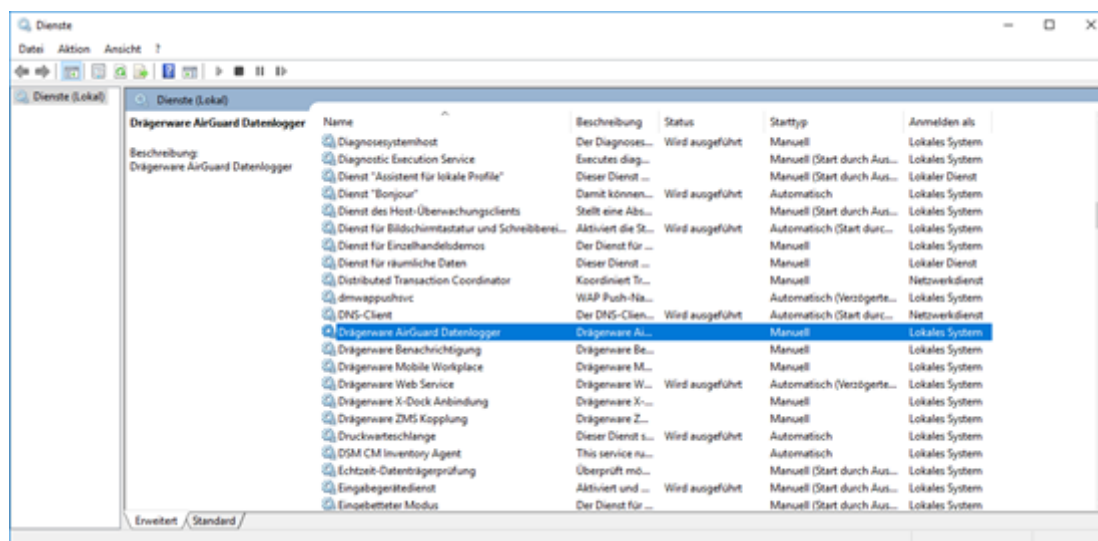 Dienste
Datei Aktion Ansicht ?
Dienste (Lokal)
Dienste (Lokal)
Drägerware AirGuard Datenlogger
Beschreibung:
Drägerware AirGuard Datenlogger
Name Beschreibung Status Starttyp Anmelden als
Diagnosesystemhost Der Diagnoses... Wird ausgeführt Manuell Lokales System
Diagnostic Execution Service Executes diag... Manuell (Start durch Aus... Lokales System
Dienst "Assistent für lokale Profile" Dieser Dienst ... Manuell (Start durch Aus... Lokaler Dienst
Dienst "Bonjour" Damit können... Wird ausgeführt Automatisch Lokales System
Dienst des Host-Überwachungsclients Stellt eine Abs... Manuell (Start durch Aus... Lokales System
Dienst für Bildschirmtastatur und Schreibberei... Aktiviert die St... Wird ausgeführt Automatisch (Start durc... Lokales System
Dienst für Einzelhandelsdemos Der Dienst für ... Manuell Lokales System
Dienst für räumliche Daten Dieser Dienst ... Manuell Lokaler Dienst
Distributed Transaction Coordinator Koordiniert Tr... Manuell Netzwerkdienst
dmwappushsvc WAP Push-Na... Automatisch (Verzögerte... Lokales System
DNS-Client Der DNS-Clien... Wird ausgeführt Automatisch (Start durc... Netzwerkdienst
Drägerware AirGuard Datenlogger Drägerware Ai... Manuell Lokales System
Drägerware Benachrichtigung Drägerware Be... Manuell Lokales System
Drägerware Mobile Workplace Drägerware M... Manuell Lokales System
Drägerware Web Service Drägerware W... Wird ausgeführt Automatisch (Verzögerte... Lokales System
Drägerware X-Dock Anbindung Drägerware X-... Manuell Lokales System
Drägerware ZMS Kopplung Drägerware Z... Manuell Lokales System
Druckwarteschlange Dieser Dienst s... Wird ausgeführt Automatisch Lokales System
DSM CM Inventory Agent This service ru... Automatisch Lokales System
Echtzeit-Datenträgerprüfung Überprüft mö... Manuell (Start durch Aus... Lokales System
Eingabegerätedienst Aktiviert und ... Wird ausgeführt Manuell (Start durch Aus... Lokales System
Eingebetteter Modus Der Dienst für ... Manuell (Start durch Aus... Lokales System
Erweitert Standard